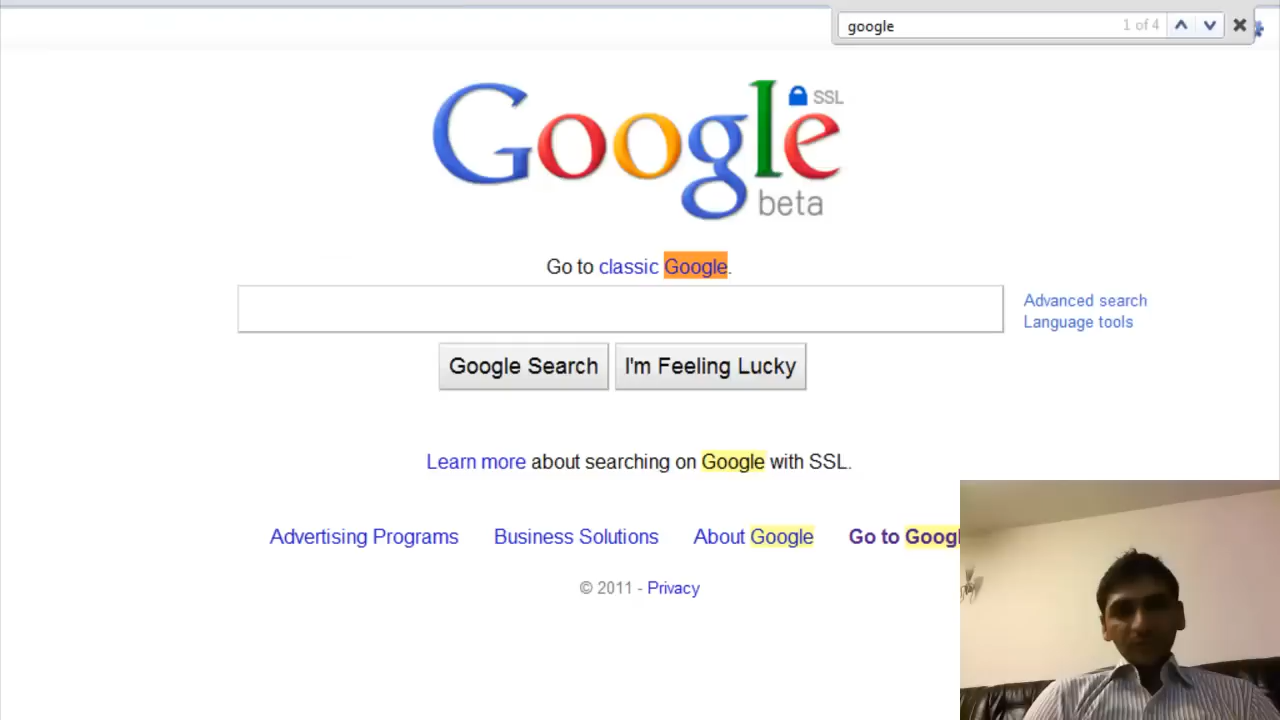 google 1 of 4
Google SSL
beta
Go to classic Google.
Advanced search
Language tools
Google Search I'm Feeling Lucky
Learn more about searching on Google with SSL.
Advertising Programs Business Solutions About Google Go to Googl
© 2011 - Privacy